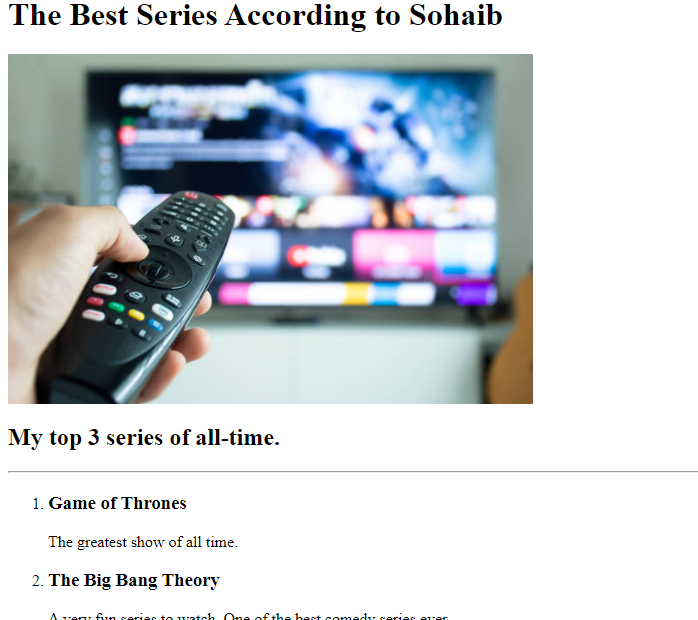 The Best Series According to Sohaib
My top 3 series of all-time.
1. Game of Thrones
The greatest show of all time.
2. The Big Bang Theory
A very fun series to watch. One of the best comedy series ever